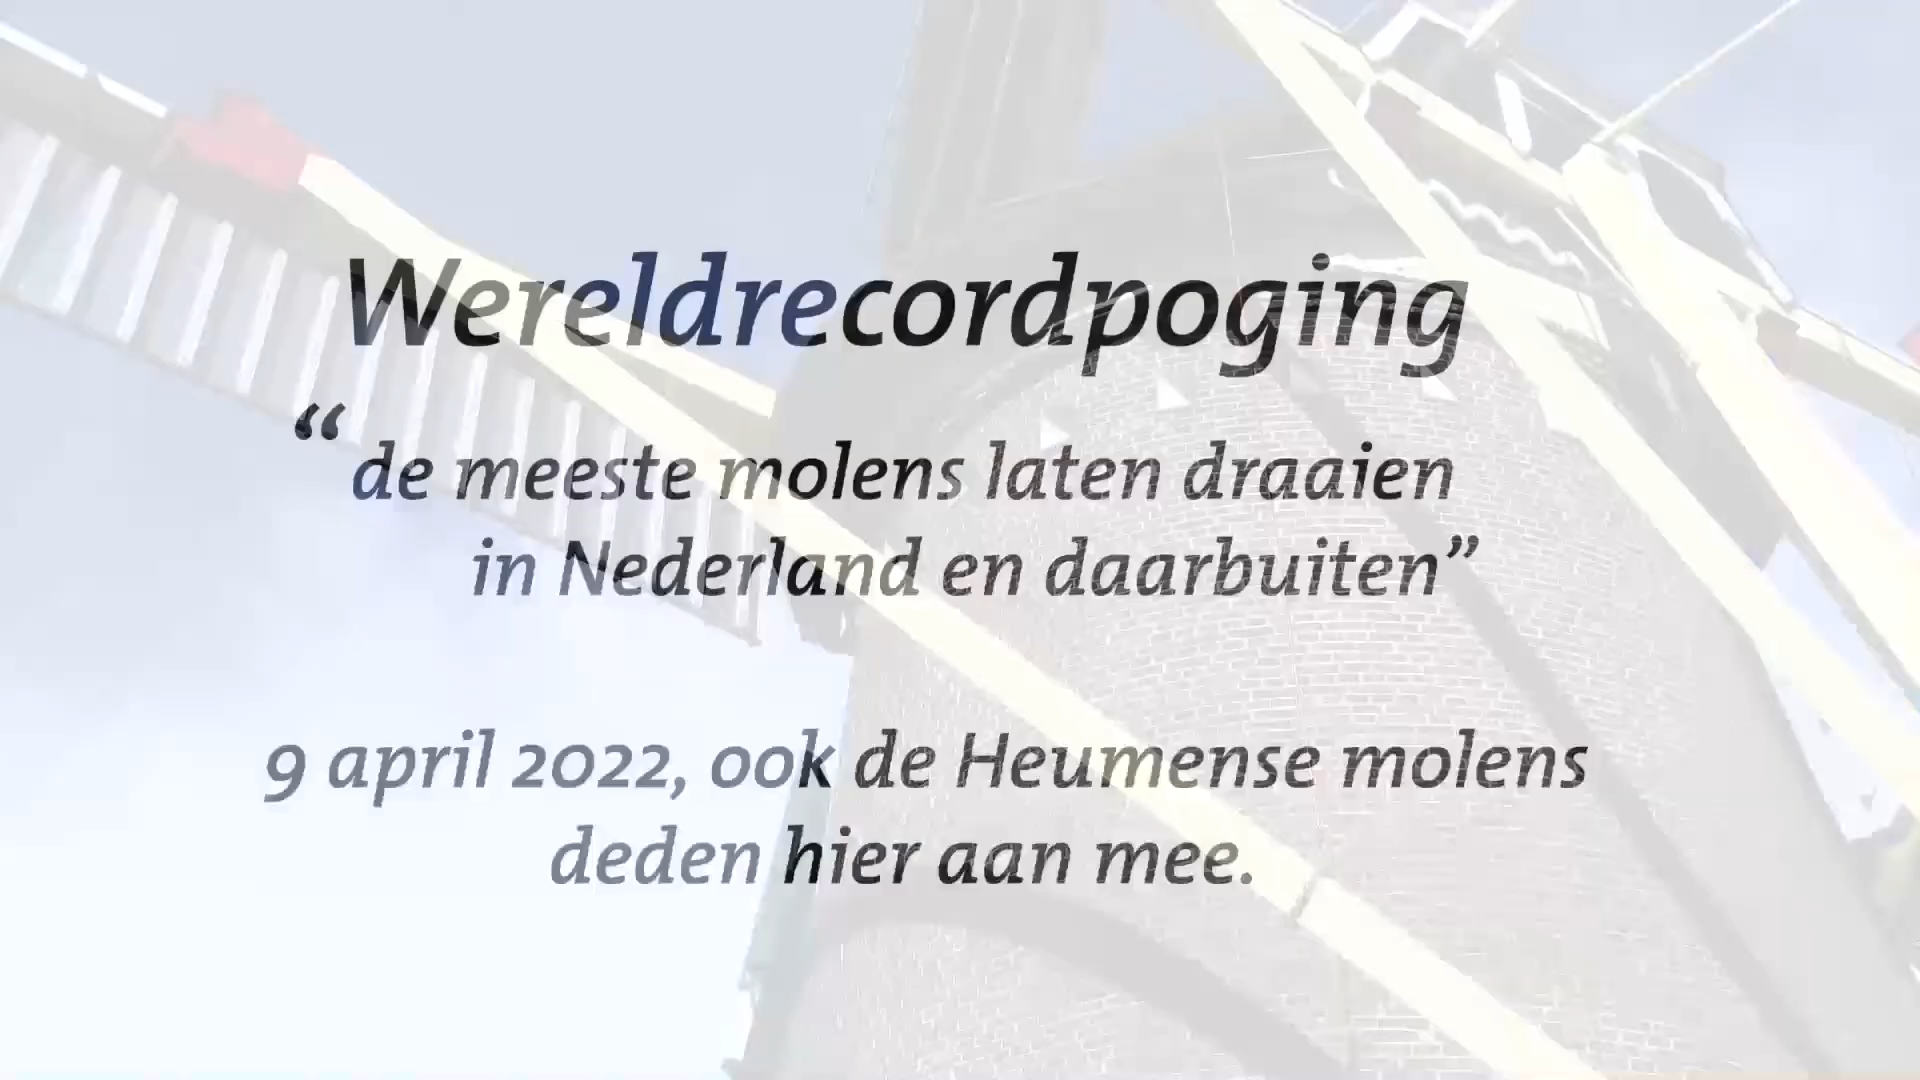 Wereldrecordpoging
“ de meeste molens laten draaien
in Nederland en daarbuiten”
9 april 2022, ook de Heumense molens
deden hier aan mee.